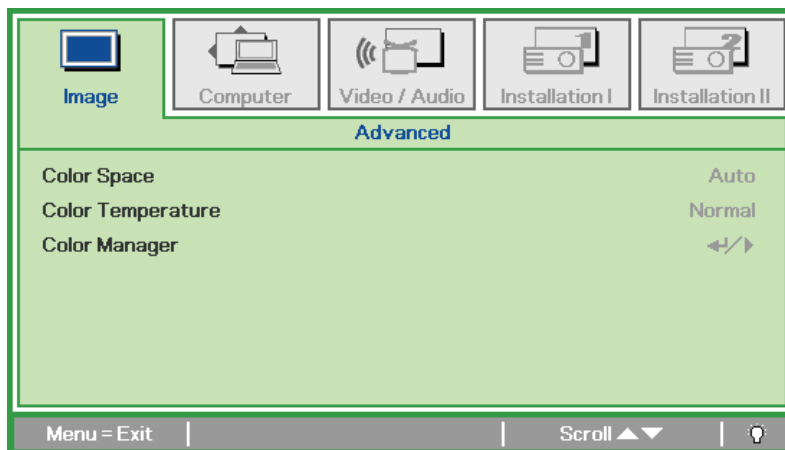 Image Computer Video / Audio Installation I Installation II
Advanced
Color Space Auto
Color Temperature Normal
Color Manager
Menu = Exit Scroll